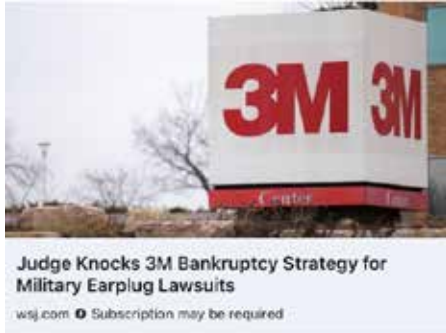 3M 3M
Center
Judge Knocks 3M Bankruptcy Strategy for
Military Earplug Lawsuits
wsj.com Subscription may be required